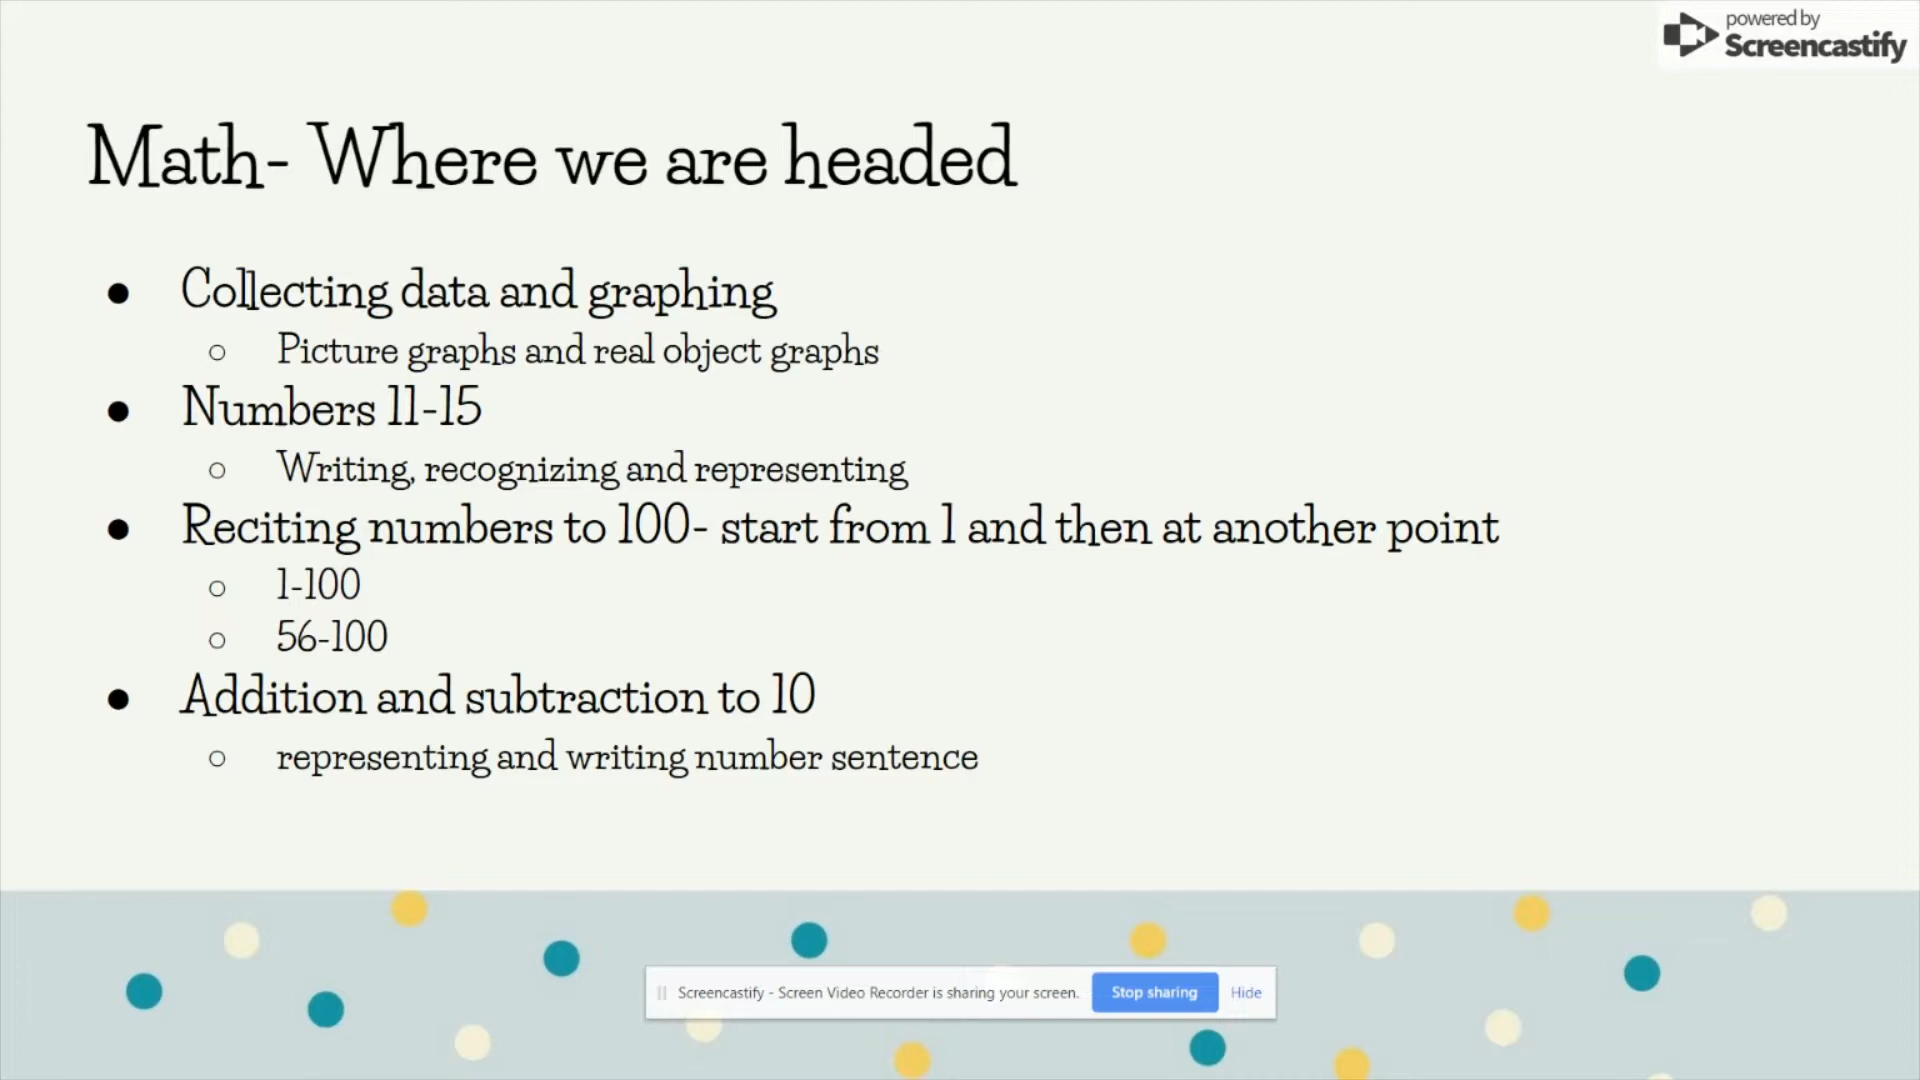 powered by
Screencastify
Math- Where we are headed
● Collecting data and graphing
○ Picture graphs and real object graphs
● Numbers 11-15
○ Writing, recognizing and representing
● Reciting numbers to 100- start from 1 and then at another point
○ 1-100
○ 56-100
● Addition and subtraction to 10
○ representing and writing number sentence
Screencastify - Screen Video Recorder is sharing your screen. Stop sharing Hide